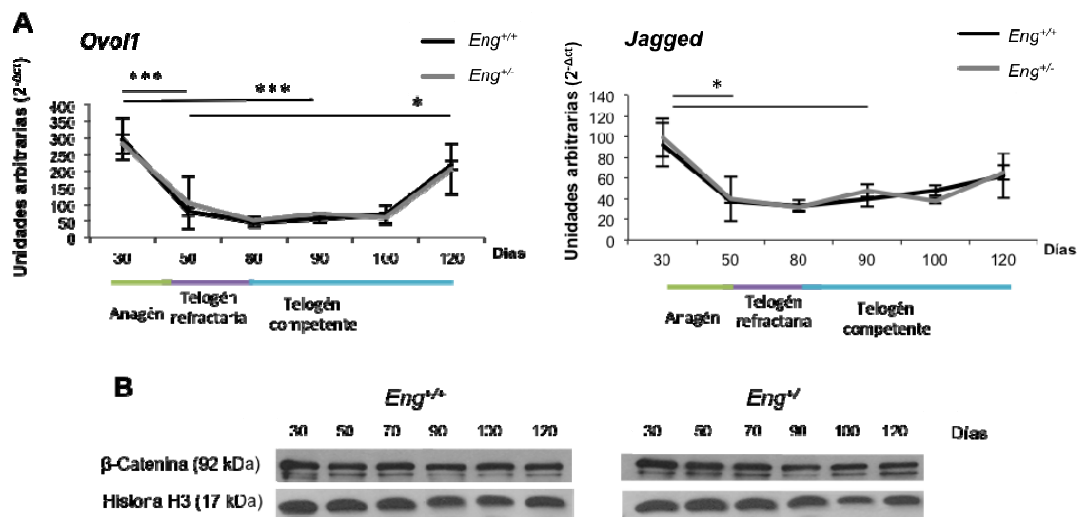 A
Ovol1
Eng+/+
Eng+/-
***
***
*
Unidades arbitrarias (2-Δct)
400
350
300
250
200
150
100
50
0
30 50 80 90 100 120
Días
Anagén
Telogén refractaria
Telogén competente
Jagged
Eng+/+
Eng+/-
*
Unidades arbitrarias (2-Δct)
140
120
100
80
60
40
20
0
30 50 80 90 100 120
Días
Anagén
Telogén refractaria
Telogén competente
B
Eng+/+
Eng+/
30 50 70 90 100 120
30 50 70 90 100 120
Días
β-Catenina (92 kDa)
Hislora H3 (17 kDa)